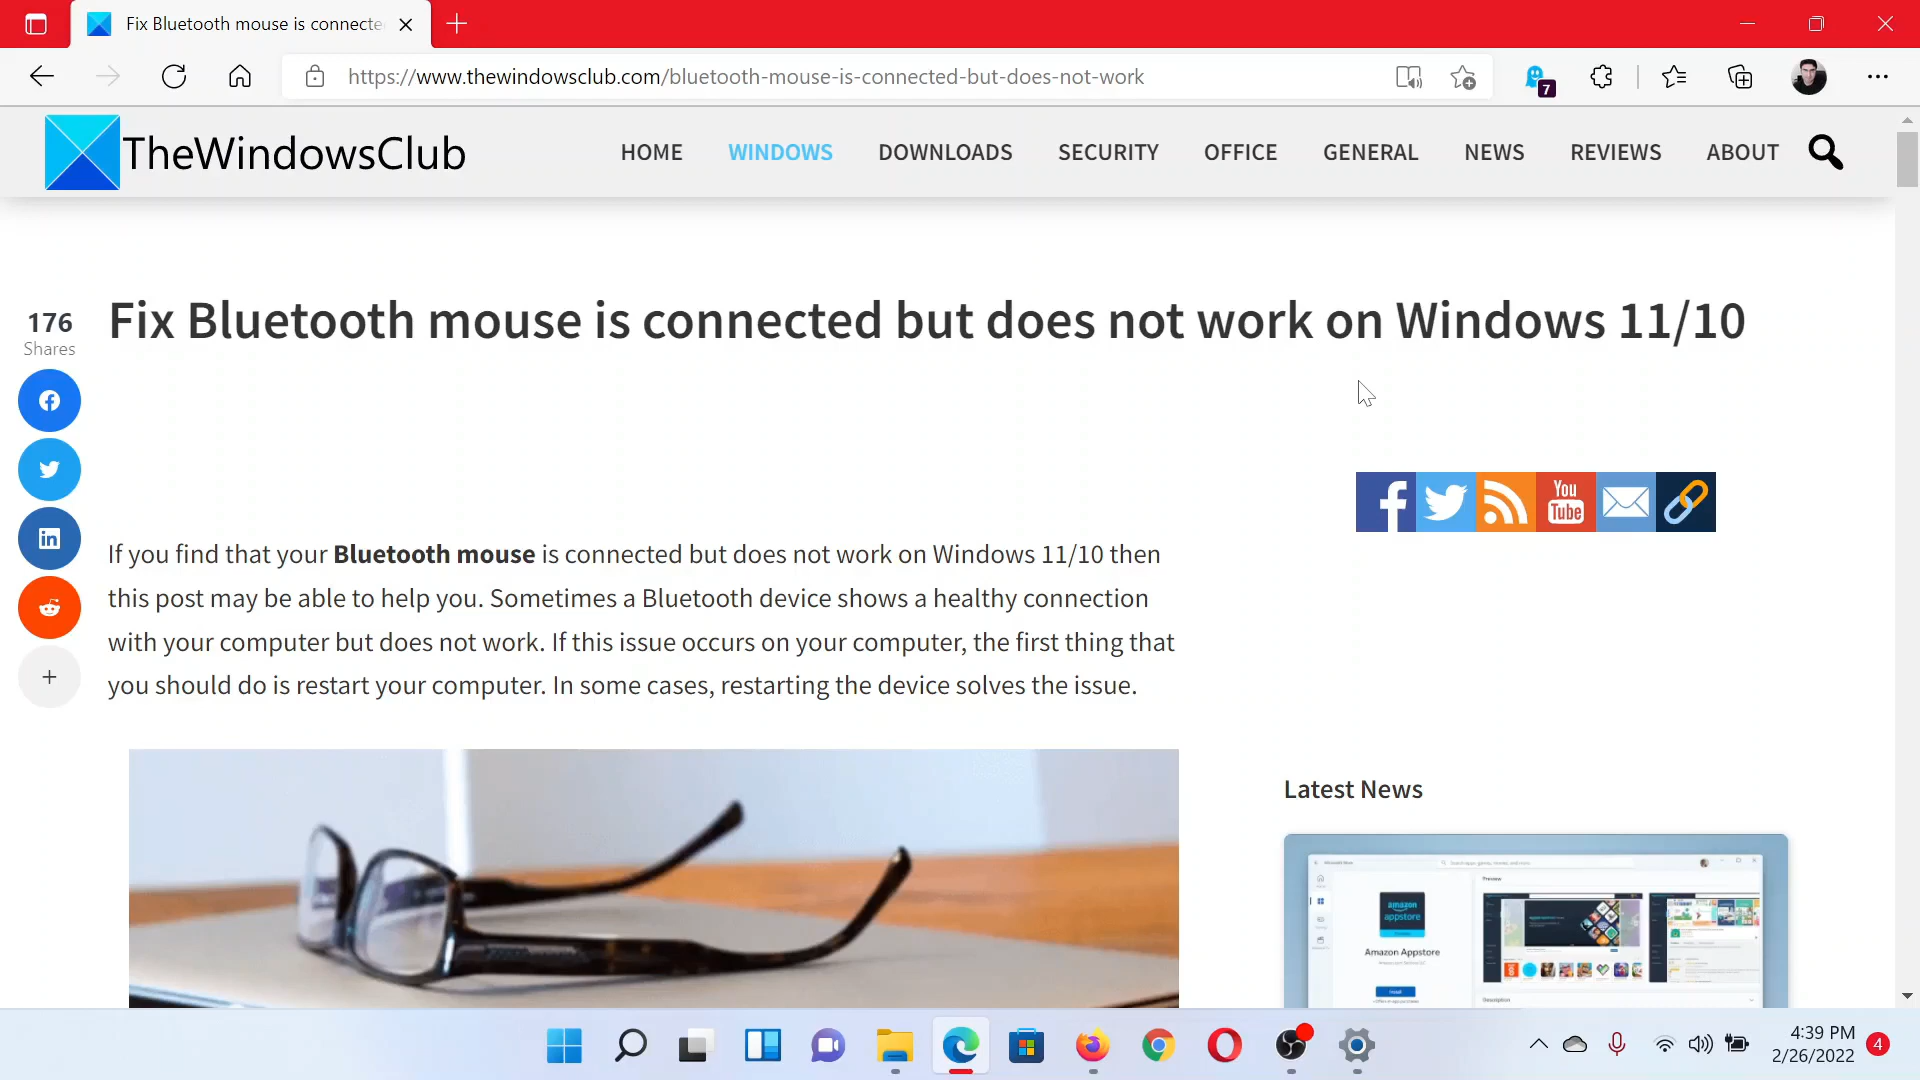 Fix Bluetooth mouse is connecte
https://www.thewindowsclub.com/bluetooth-mouse-is-connected-but-does-not-work
7
TheWindowsClub
HOME WINDOWS DOWNLOADS SECURITY OFFICE GENERAL NEWS REVIEWS ABOUT
176
Shares
Fix Bluetooth mouse is connected but does not work on Windows 11/10
You
Tube
If you find that your Bluetooth mouse is connected but does not work on Windows 11/10 then
this post may be able to help you. Sometimes a Bluetooth device shows a healthy connection
with your computer but does not work. If this issue occurs on your computer, the first thing that
you should do is restart your computer. In some cases, restarting the device solves the issue.
Latest News
Preview
amazon
appstore
Amazon Appstore
Install
Description
4:39 PM
2/26/2022
4